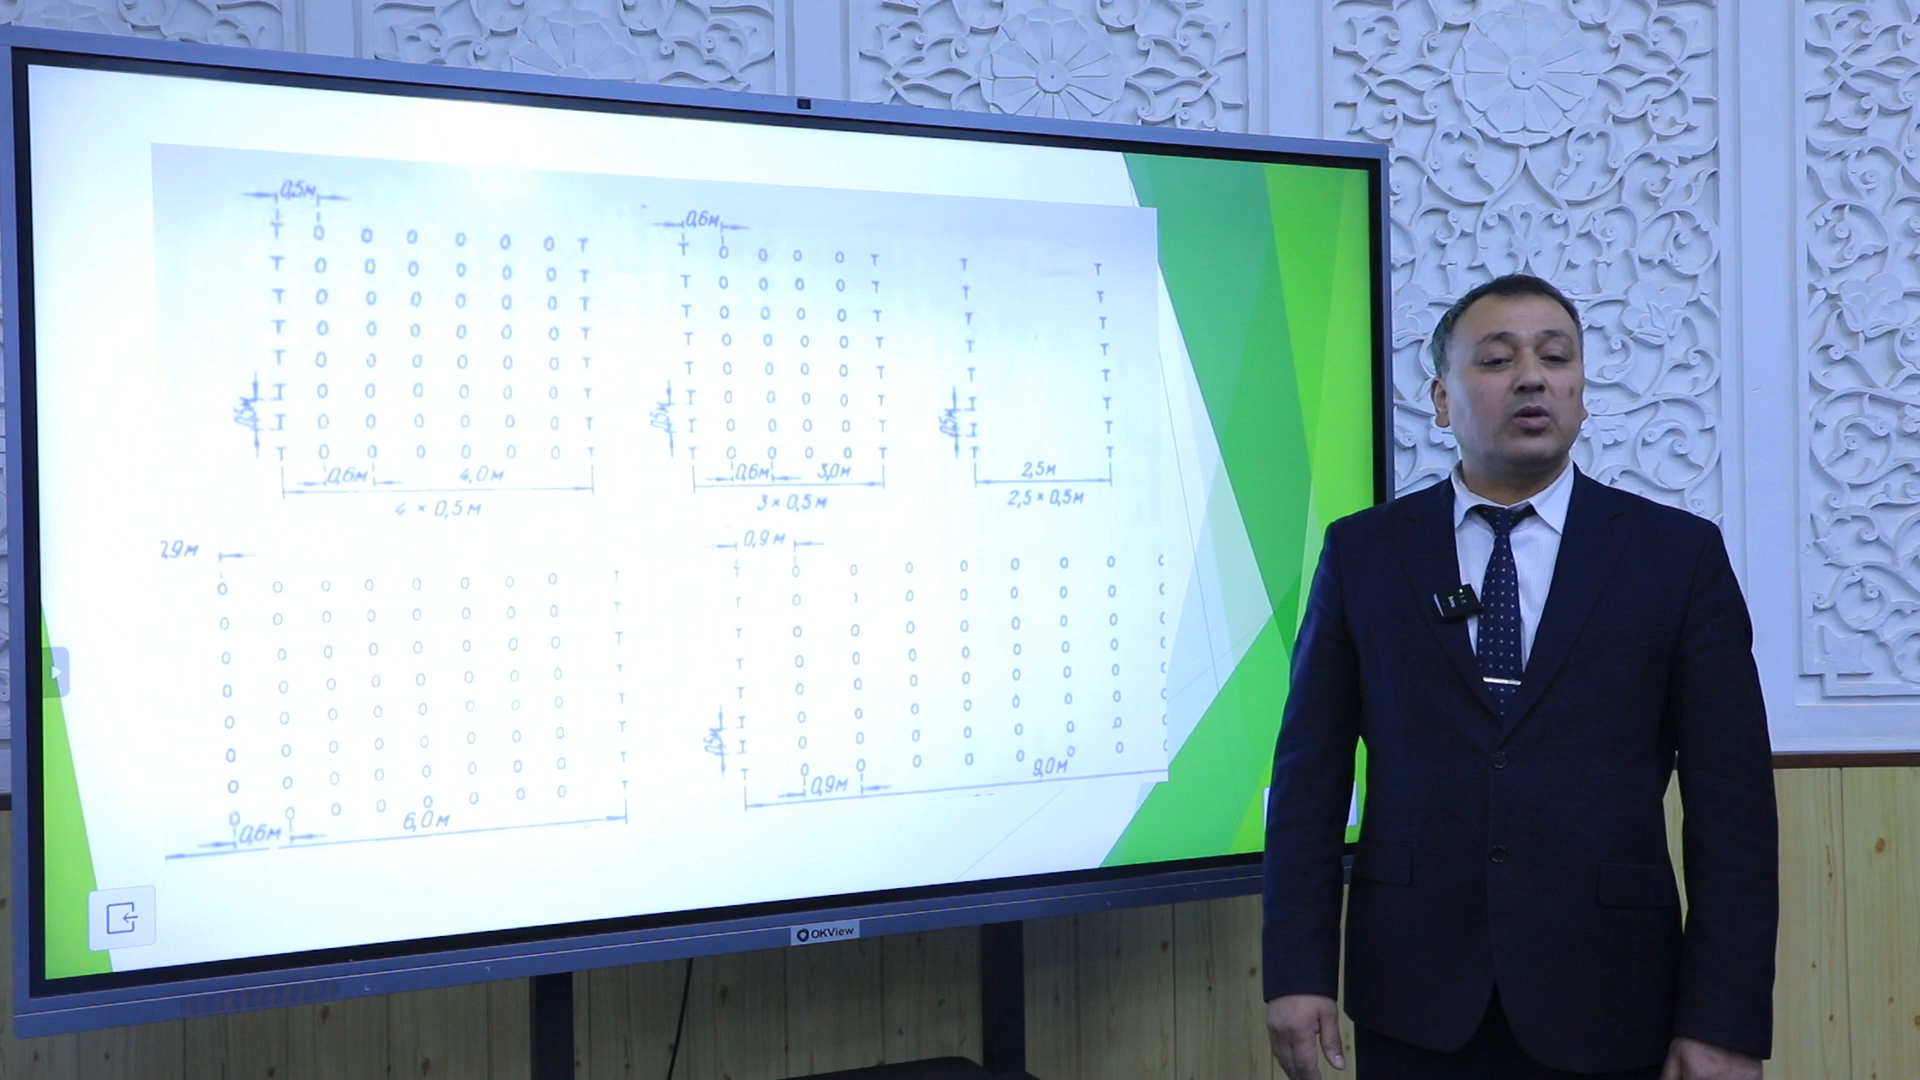 0,5м
0,5м
0,6м 4,0м
4 × 0,5м
0,6м
0,5м
0,6м 3,0м
3 × 0,5м
0,5м
2,5м
2,5 × 0,5м
0,6м 6,0м
0,9м
0,5м
0,9м 9,0м
OKView